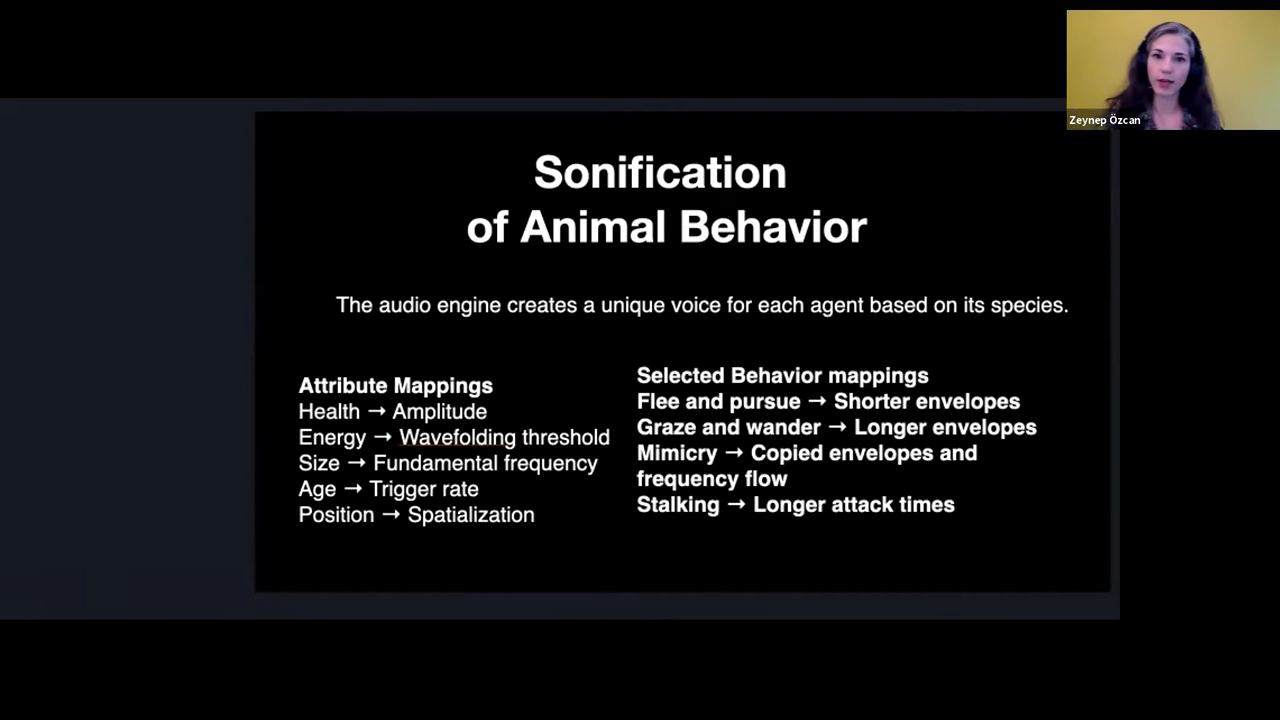 Zeynep Özcan
Sonification
of Animal Behavior
The audio engine creates a unique voice for each agent based on its species.
Attribute Mappings
Health → Amplitude
Energy → Wavefolding threshold
Size → Fundamental frequency
Age → Trigger rate
Position → Spatialization
Selected Behavior mappings
Flee and pursue → Shorter envelopes
Graze and wander → Longer envelopes
Mimicry → Copied envelopes and
frequency flow
Stalking → Longer attack times